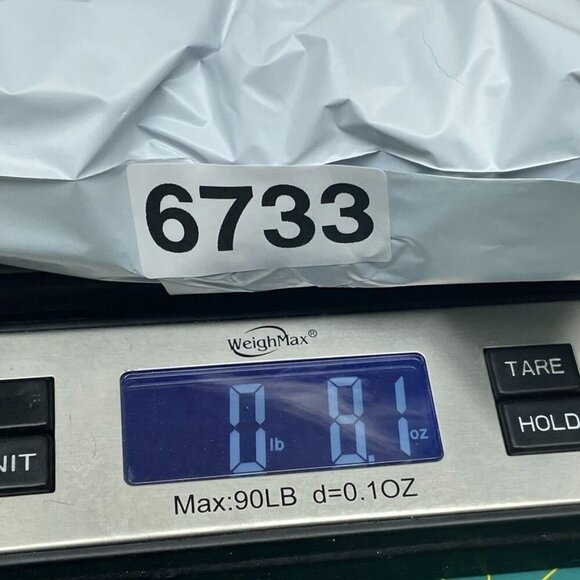 6733
WeighMax®
TARE
0 lb 8.1 oz
HOLD
NIT
Max:90LB d=0.1OZ